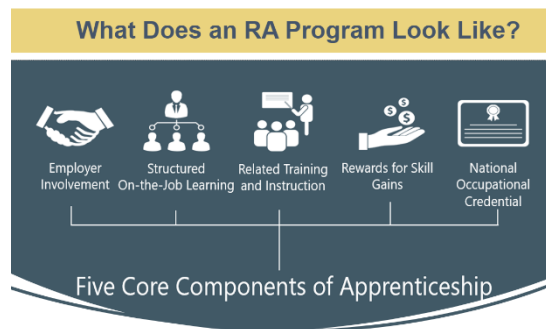 What Does an RA Program Look Like?
Employer
Involvement
Structured
On-the-Job Learning
Related Training
and Instruction
Rewards for Skill
Gains
National
Occupational
Credential
Five Core Components of Apprenticeship